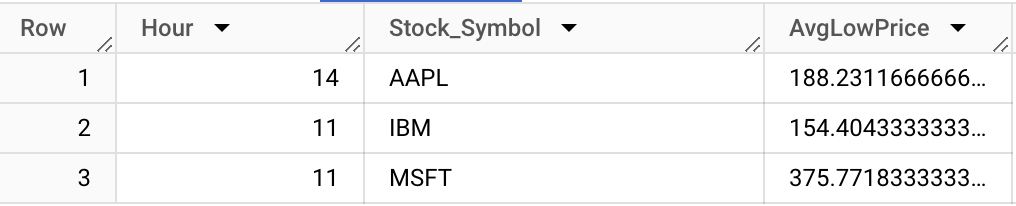 Row Hour Stock_Symbol AvgLowPrice
1 14 AAPL 188.2311666666...
2 11 IBM 154.4043333333...
3 11 MSFT 375.7718333333...